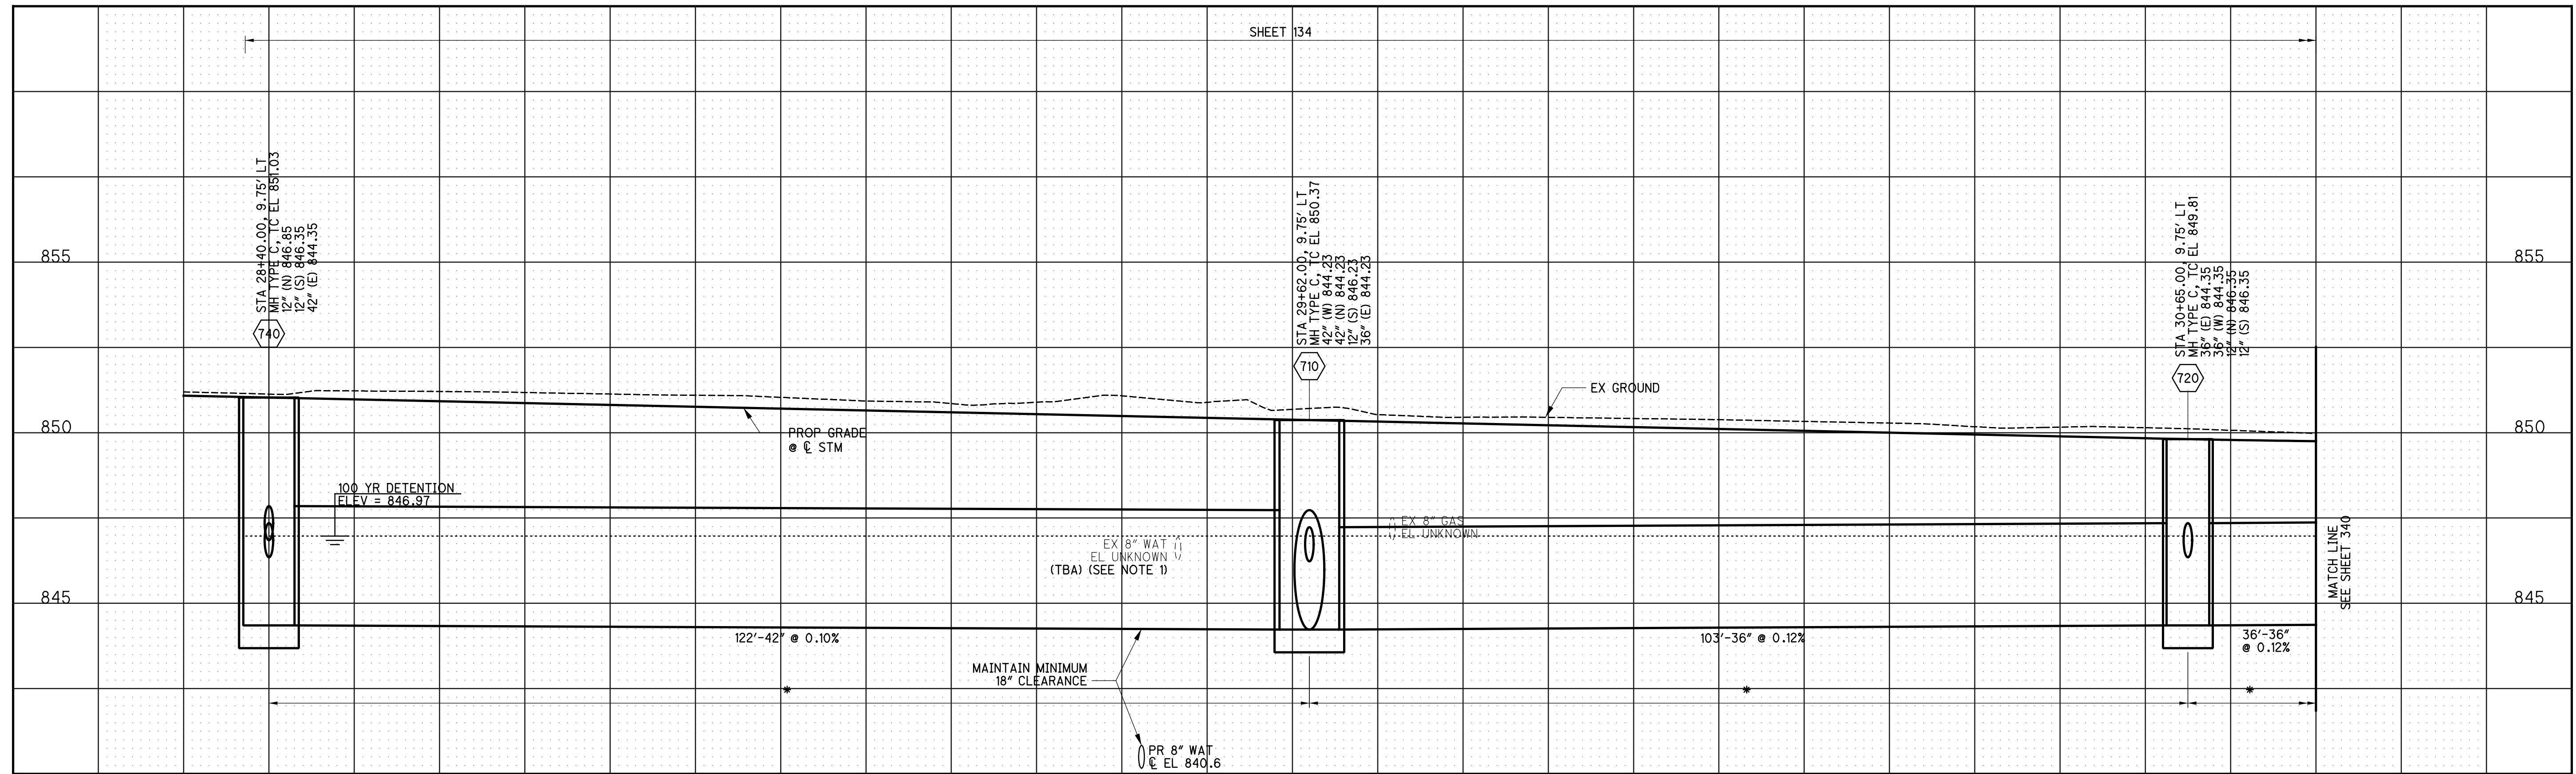 SHEET 134
STA 28+40.00, 9.75' LT
MH TYPE C, TC EL 851.03
12" (N) 846.85
12" (S) 846.35
42" (E) 844.35
740
STA 29+62.00, 9.75' LT
MH TYPE C, TC EL 850.37
42" (W) 844.23
42" (N) 844.23
12" (S) 846.23
36" (E) 844.23
710
STA 30+65.00, 9.75' LT
MH TYPE C, TC EL 849.81
36" (E) 844.35
36" (W) 844.35
12" (N) 846.35
12" (S) 846.35
720
855
855
EX GROUND
850
PROP GRADE
@ ℄ STM
850
100 YR DETENTION
ELEV = 846.97
EX 8" WAT
EL UNKNOWN
(TBA) (SEE NOTE 1)
EX 8" GAS
EL UNKNOWN
MATCH LINE
SEE SHEET 340
845
845
122'-42" @ 0.10%
103'-36" @ 0.12%
36'-36"
@ 0.12%
MAINTAIN MINIMUM
18" CLEARANCE
*
*
*
PR 8" WAT
℄ EL 840.6